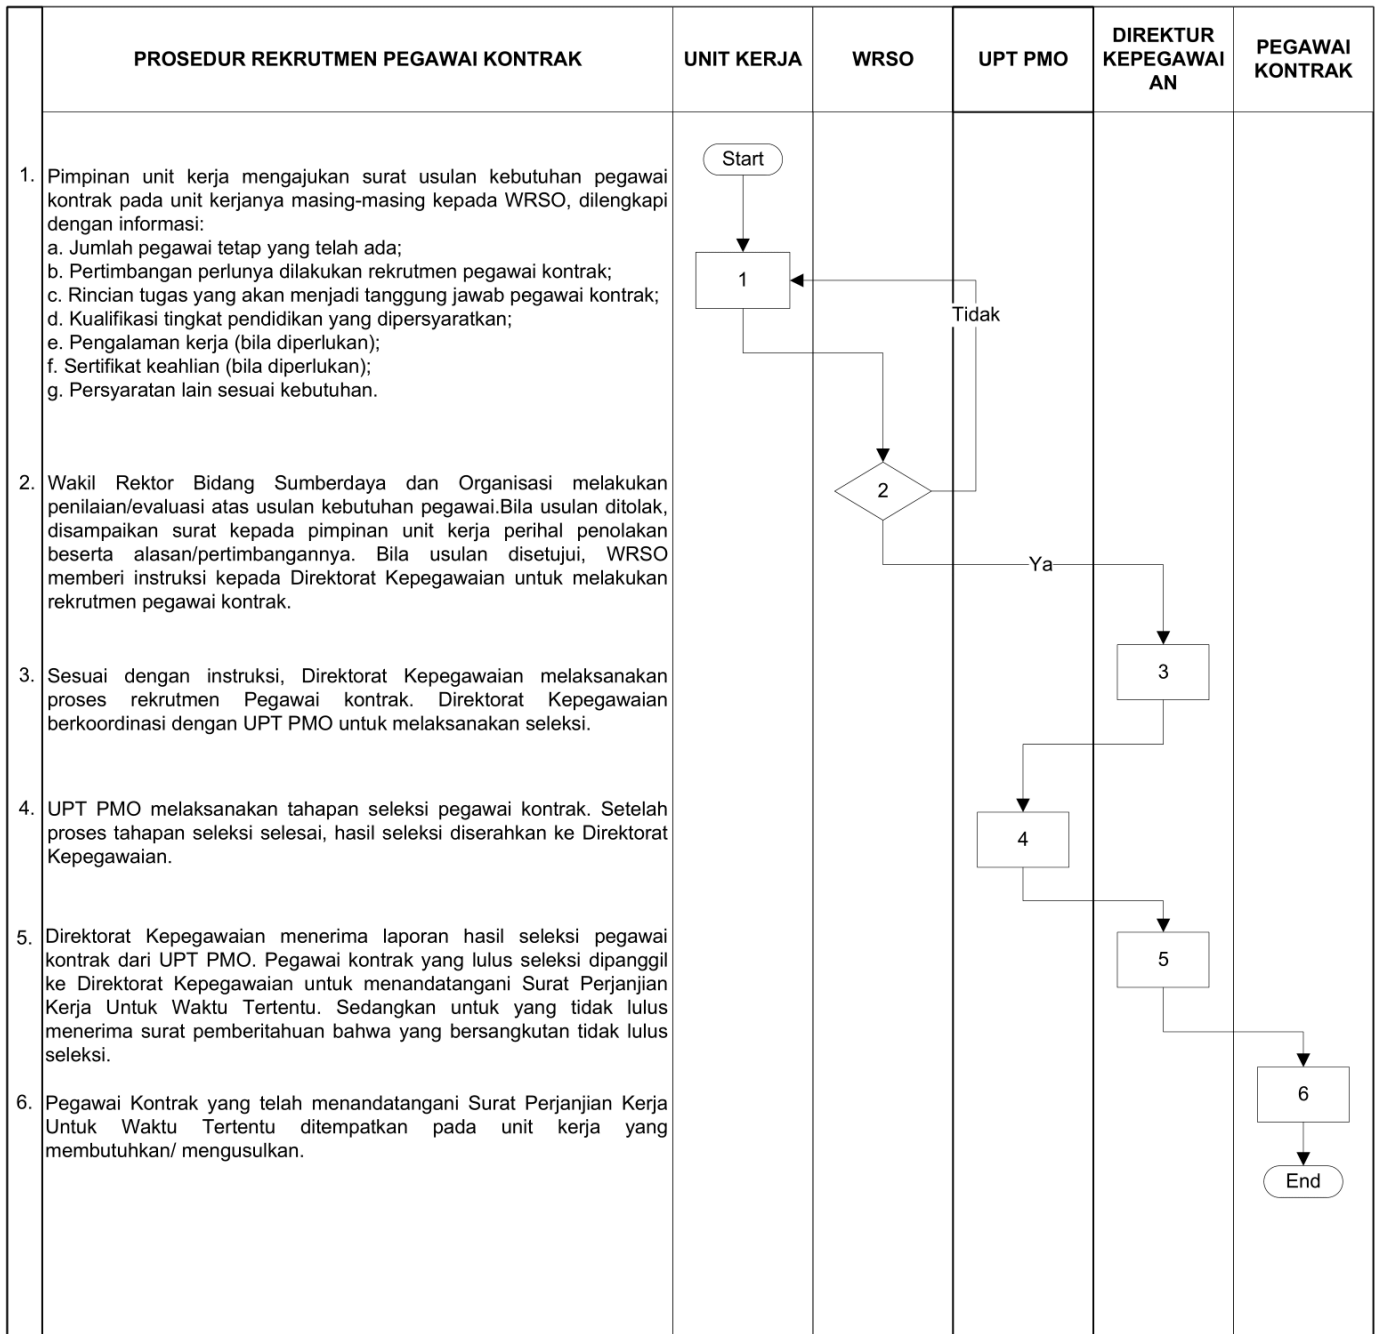 PROSEDUR REKRUTMEN PEGAWAI KONTRAK
UNIT KERJA
WRSO
UPT PMO
DIREKTUR
KEPEGAWAI
AN
PEGAWAI
KONTRAK
1. Pimpinan unit kerja mengajukan surat usulan kebutuhan pegawai
kontrak pada unit kerjanya masing-masing kepada WRSO, dilengkapi
dengan informasi:
a. Jumlah pegawai tetap yang telah ada;
b. Pertimbangan perlunya dilakukan rekrutmen pegawai kontrak;
c. Rincian tugas yang akan menjadi tanggung jawab pegawai kontrak;
d. Kualifikasi tingkat pendidikan yang dipersyaratkan;
e. Pengalaman kerja (bila diperlukan);
f. Sertifikat keahlian (bila diperlukan);
g. Persyaratan lain sesuai kebutuhan.
2. Wakil Rektor Bidang Sumberdaya dan Organisasi melakukan
penilaian/evaluasi atas usulan kebutuhan pegawai.Bila usulan ditolak,
disampaikan surat kepada pimpinan unit kerja perihal penolakan
beserta alasan/pertimbangannya. Bila usulan disetujui, WRSO
memberi instruksi kepada Direktorat Kepegawaian untuk melakukan
rekrutmen pegawai kontrak.
3. Sesuai dengan instruksi, Direktorat Kepegawaian melaksanakan
proses rekrutmen Pegawai kontrak. Direktorat Kepegawaian
berkoordinasi dengan UPT PMO untuk melaksanakan seleksi.
4. UPT PMO melaksanakan tahapan seleksi pegawai kontrak. Setelah
proses tahapan seleksi selesai, hasil seleksi diserahkan ke Direktorat
Kepegawaian.
5. Direktorat Kepegawaian menerima laporan hasil seleksi pegawai
kontrak dari UPT PMO. Pegawai kontrak yang lulus seleksi dipanggil
ke Direktorat Kepegawaian untuk menandatangani Surat Perjanjian
Kerja Untuk Waktu Tertentu. Sedangkan untuk yang tidak lulus
menerima surat pemberitahuan bahwa yang bersangkutan tidak lulus
seleksi.
6. Pegawai Kontrak yang telah menandatangani Surat Perjanjian Kerja
Untuk Waktu Tertentu ditempatkan pada unit kerja yang
membutuhkan/ mengusulkan.
Start
1
Tidak
2
Ya
3
4
5
6
End